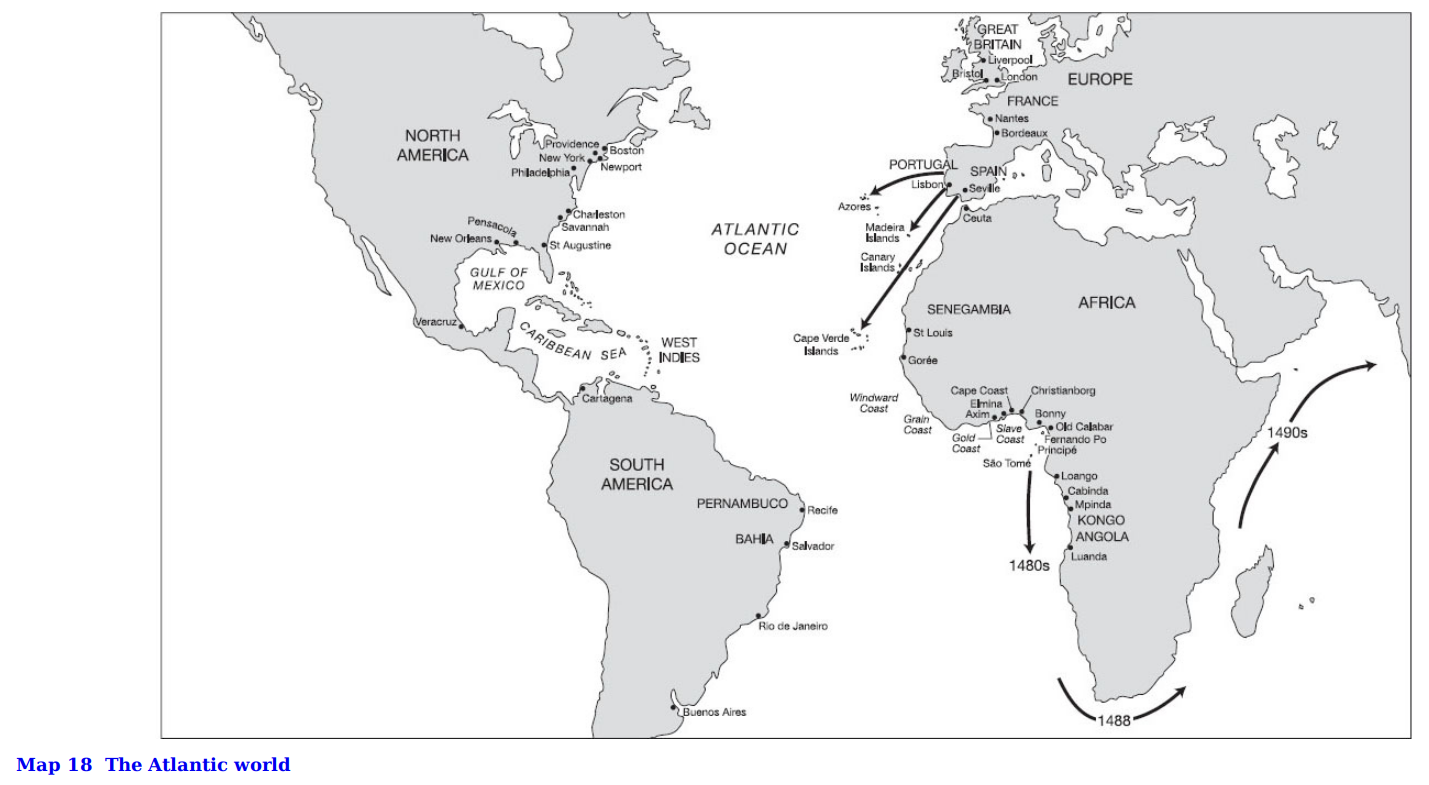 GREAT
BRITAIN
Liverpool
Bristol
London
EUROPE
FRANCE
Nantes
Bordeaux
NORTH
AMERICA
Providence
Boston
New York
Newport
Philadelphia
PORTUGAL
SPAIN
Lisbon
Seville
Azores
Ceuta
Charleston
Savannah
Pensacola
New Orleans
St Augustine
ATLANTIC
OCEAN
Madeira
Islands
Canary
Islands
GULF OF
MEXICO
SENEGAMBIA
AFRICA
Veracruz
CARIBBEAN SEA
WEST
INDIES
Cape Verde
Islands
St Louis
Gorée
Cartagena
Windward
Coast
Grain
Coast
Cape Coast
Christianborg
Elmina
Axim
Bonny
Gold
Coast
Slave
Coast
Old Calabar
Fernando Po
Principé
São Tomé
1490s
SOUTH
AMERICA
Loango
Cabinda
Mpinda
KONGO
ANGOLA
Luanda
PERNAMBUCO
Recife
BAHIA
Salvador
1480s
Rio de Janeiro
Buenos Aires
1488
Map 18 The Atlantic world